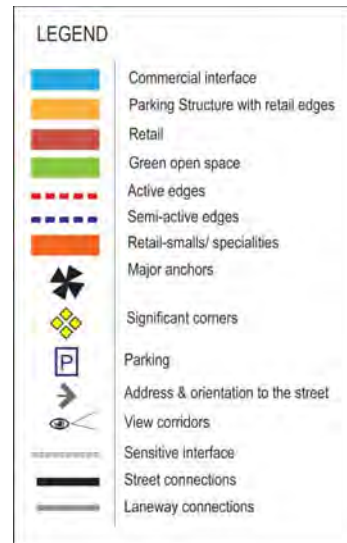 LEGEND
Commercial interface
Parking Structure with retail edges
Retail
Green open space
Active edges
Semi-active edges
Retail-smalls/ specialities
Major anchors
Significant corners
P
Parking
Address & orientation to the street
View corridors
Sensitive interface
Street connections
Laneway connections